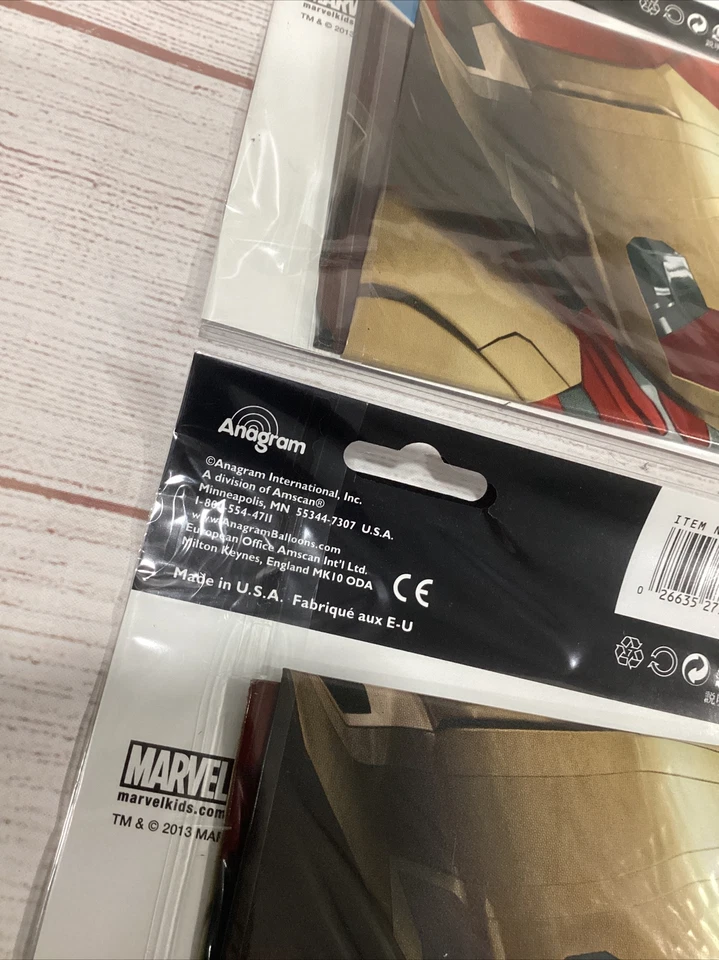 marvelkids.com
TM & © 2013
Anagram
©Anagram International, Inc.
A division of Amscan®
Minneapolis, MN 55344-7307 U.S.A.
1-800-554-4711
www.AnagramBalloons.com
European Office Amscan Int'l Ltd.
Milton Keynes, England MK10 ODA
Made in U.S.A. Fabriqué aux E-U
CE
ITEM N
0 26635 27
MARVEL
marvelkids.com
TM & © 2013 MAR